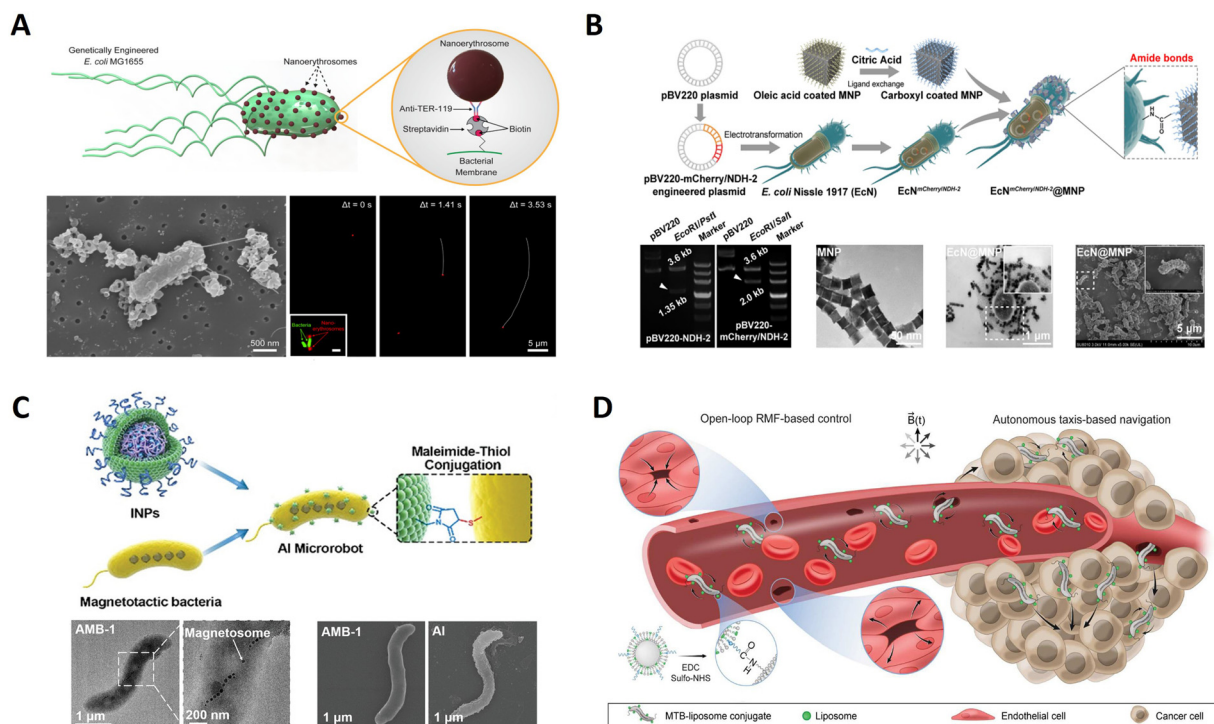 A
Genetically Engineered
E. coli MG1655
Nanoerythrosomes
Nanoerythrosome
Anti-TER-119
Streptavidin
Biotin
Bacterial
Membrane
500 nm
Δt = 0 s
Bacteria
Nano
erythrosomes
Δt = 1.41 s
Δt = 3.53 s
5 µm
B
pBV220 plasmid
Oleic acid coated MNP
Citric Acid
Ligand exchange
Carboxyl coated MNP
Amide bonds
Electrotransformation
pBV220-mCherry/NDH-2
engineered plasmid
E. coli Nissle 1917 (EcN)
EcN^mCherry/NDH-2
EcN^mCherry/NDH-2@MNP
pBV220
EcoRI/PstI
Marker
3.6 kb
1.35 kb
pBV220-NDH-2
pBV220
EcoRI/SalI
Marker
3.6 kb
2.0 kb
pBV220-
mCherry/NDH-2
MNP
EcN@MNP
1 µm
EcN@MNP
5 µm
C
INPs
Magnetotactic bacteria
AI Microrobot
Maleimide-Thiol
Conjugation
AMB-1
1 µm
Magnetosome
200 nm
AMB-1
1 µm
AI
D
Open-loop RMF-based control
B(t)
Autonomous taxis-based navigation
EDC
Sulfo-NHS
MTB-liposome conjugate
Liposome
Endothelial cell
Cancer cell